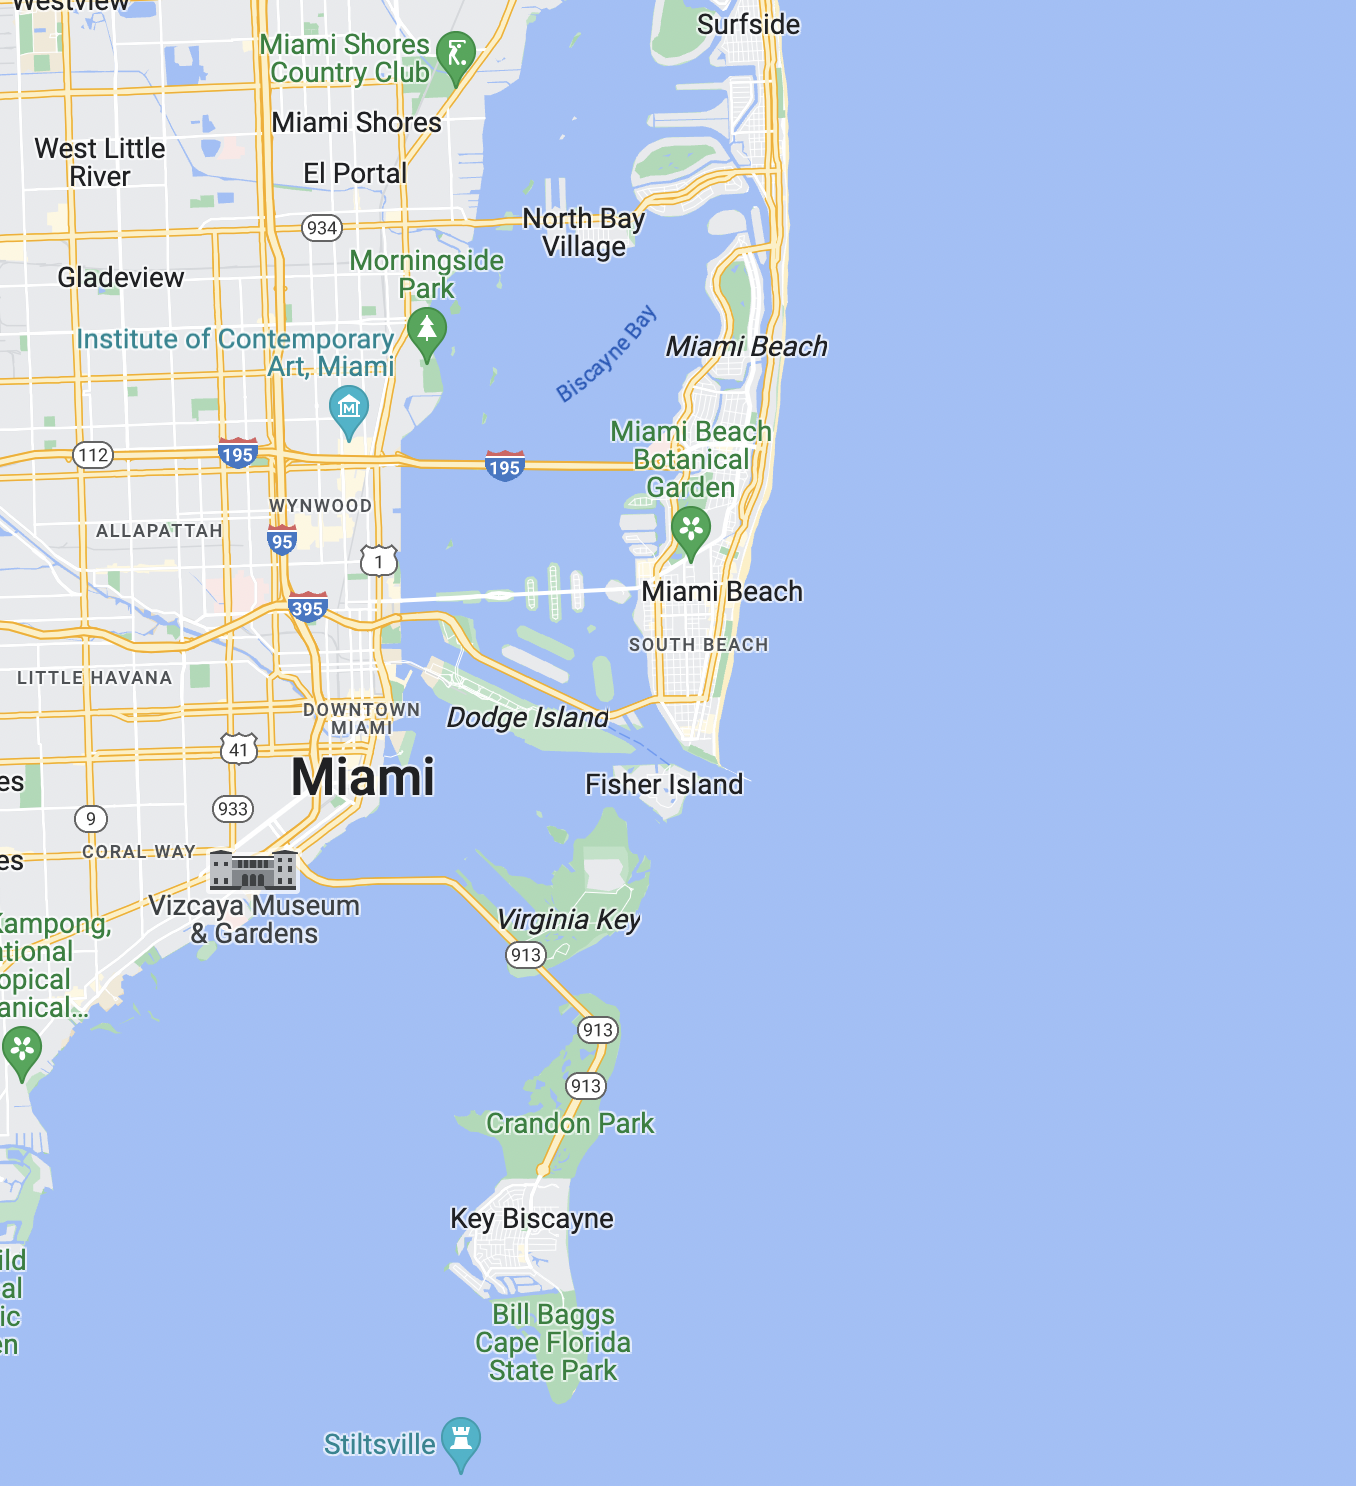 Westview
Surfside
Miami Shores
Country Club
Miami Shores
West Little
River
El Portal
934
North Bay
Village
Gladeview
Morningside
Park
Institute of Contemporary
Art, Miami
Biscayne Bay
Miami Beach
Miami Beach
Botanical
Garden
112
195
195
WYNWOOD
ALLAPATTAH
95
1
395
Miami Beach
SOUTH BEACH
LITTLE HAVANA
DOWNTOWN
MIAMI
Dodge Island
41
Miami
es
Fisher Island
933
9
CORAL WAY
es
Vizcaya Museum
& Gardens
Kampong,
ational
opical
anical...
Virginia Key
913
913
913
Crandon Park
Key Biscayne
ild
al
ic
en
Bill Baggs
Cape Florida
State Park
Stiltsville